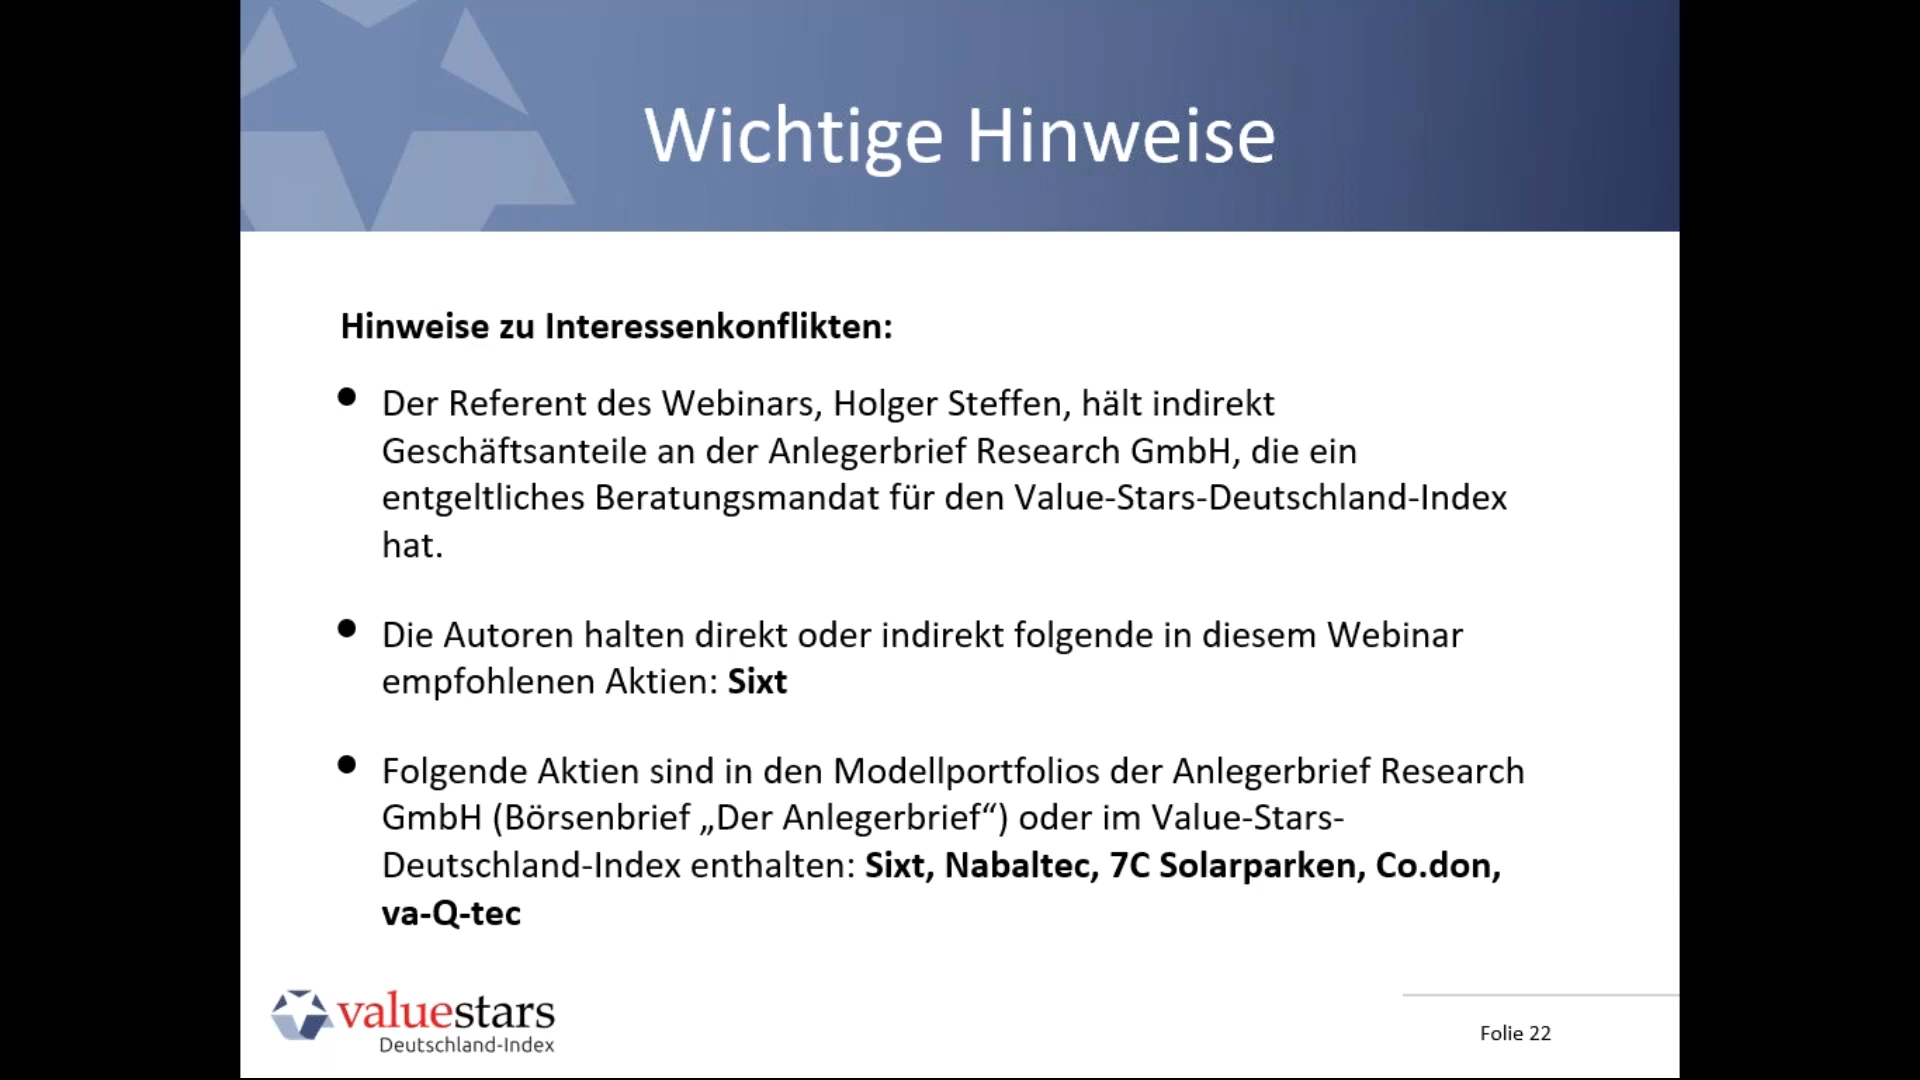 Wichtige Hinweise
Hinweise zu Interessenkonflikten:
• Der Referent des Webinars, Holger Steffen, hält indirekt
Geschäftsanteile an der Anlegerbrief Research GmbH, die ein
entgeltliches Beratungsmandat für den Value-Stars-Deutschland-Index
hat.
• Die Autoren halten direkt oder indirekt folgende in diesem Webinar
empfohlenen Aktien: Sixt
• Folgende Aktien sind in den Modellportfolios der Anlegerbrief Research
GmbH (Börsenbrief „Der Anlegerbrief“) oder im Value-Stars-
Deutschland-Index enthalten: Sixt, Nabaltec, 7C Solarparken, Co.don,
va-Q-tec
valuestars
Deutschland-Index
Folie 22